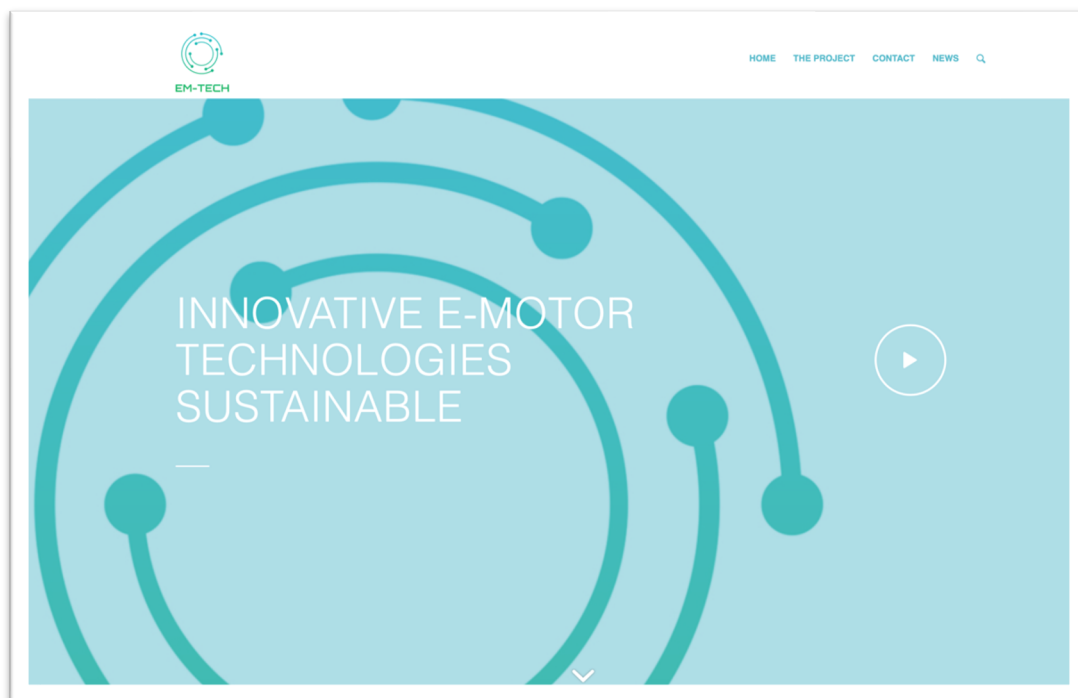 EM-TECH
HOME THE PROJECT CONTACT NEWS
INNOVATIVE E-MOTOR
TECHNOLOGIES
SUSTAINABLE